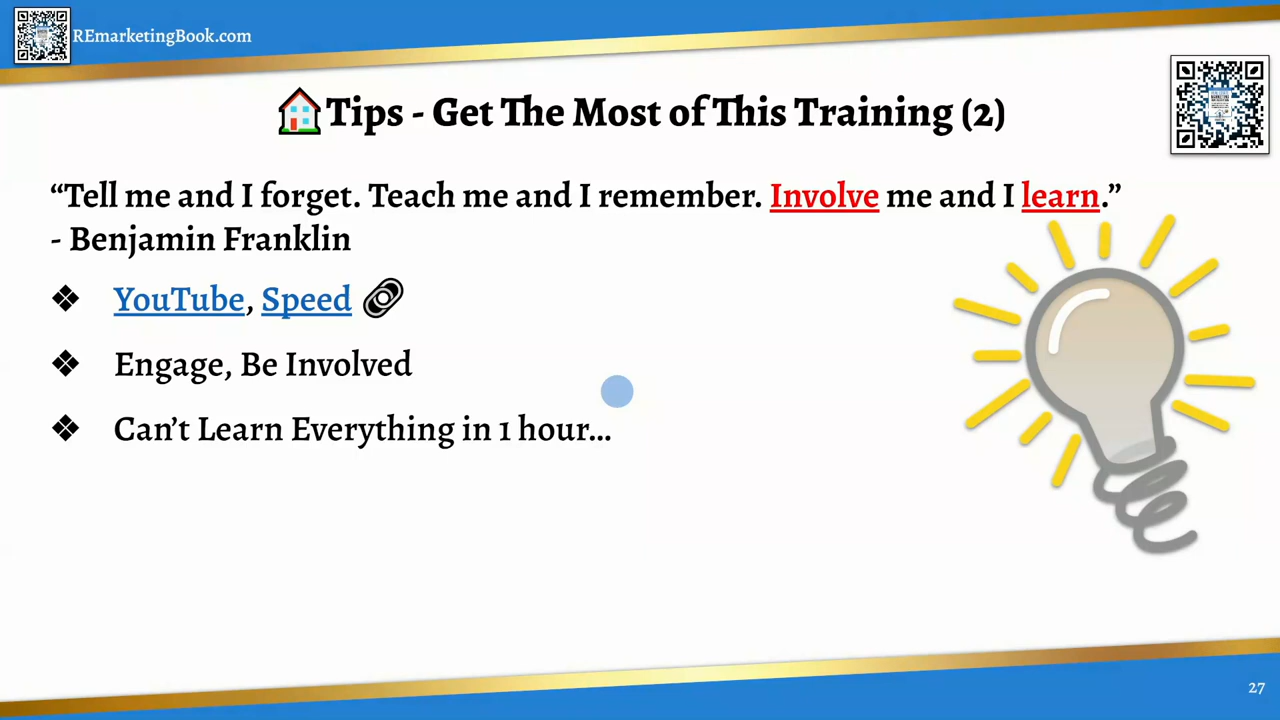 REmarketingBook.com
Tips - Get The Most of This Training (2)
“Tell me and I forget. Teach me and I remember. Involve me and I learn.”
- Benjamin Franklin
❖ YouTube, Speed
❖ Engage, Be Involved
❖ Can’t Learn Everything in 1 hour...
27